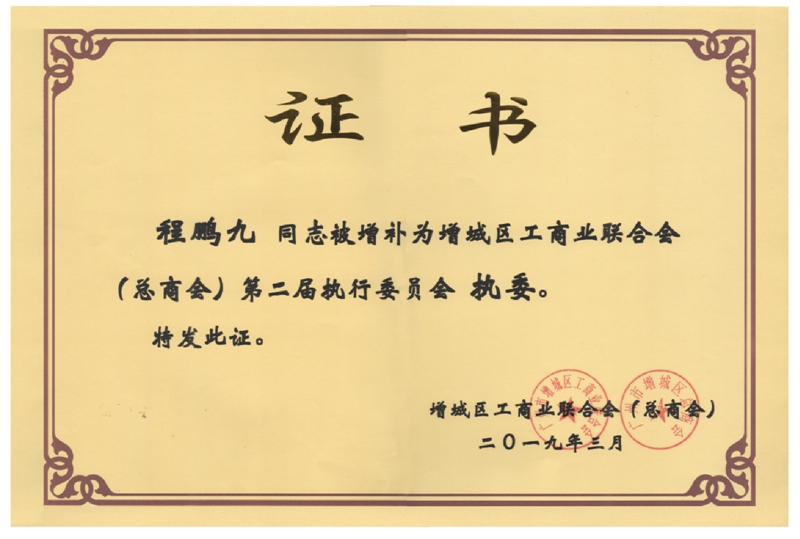 证 书
程鹏九 同志被增补为增城区工商业联合会
（总商会）第二届执行委员会 执委。
特发此证。
增城区工商业联合会（总商会）
二〇一九年三月